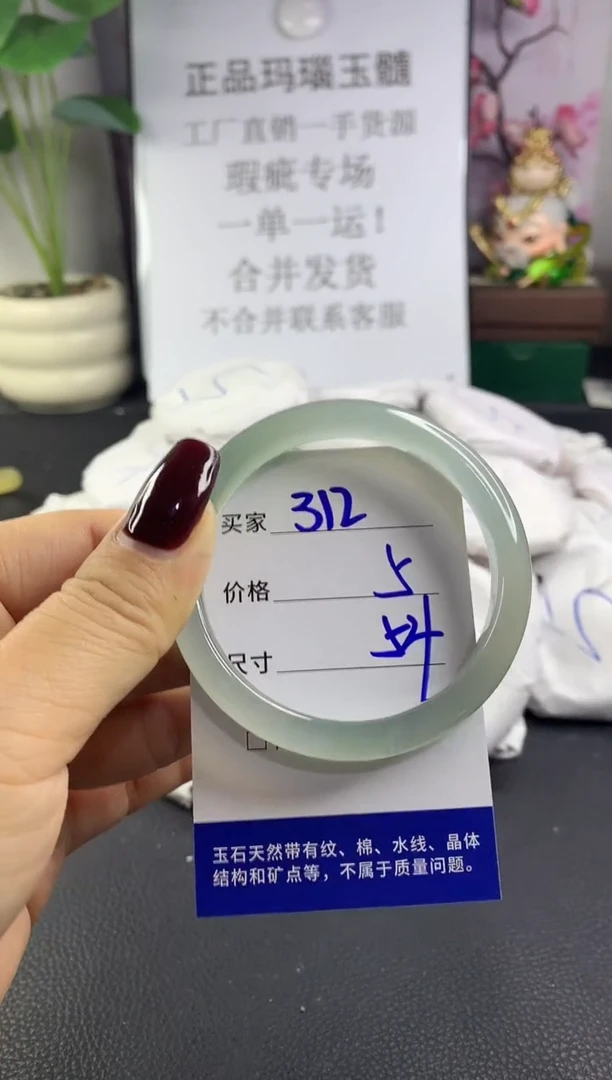 正品玛瑙玉髓
工厂直销一手货源
瑕疵专场
一单一运!
合并发货
不合并联系客服
买家 312
价格 5
尺寸 54
玉石天然带有纹、棉、水线、晶体
结构和矿点等，不属于质量问题。